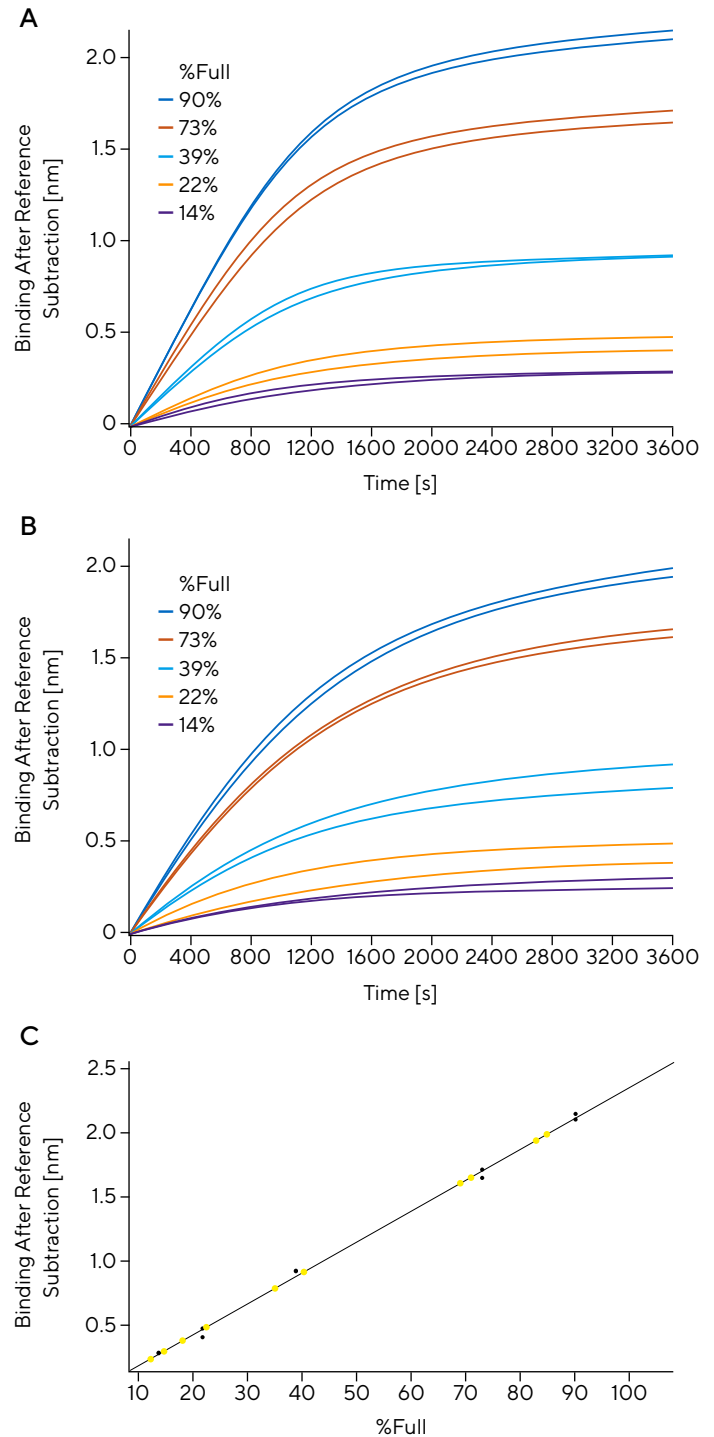 A
Binding After Reference
Subtraction [nm]
2.0
1.5
1.0
0.5
0
%Full
90%
73%
39%
22%
14%
0 400 800 1200 1600 2000 2400 2800 3200 3600
Time [s]
B
Binding After Reference
Subtraction [nm]
2.0
1.5
1.0
0.5
0
%Full
90%
73%
39%
22%
14%
0 400 800 1200 1600 2000 2400 2800 3200 3600
Time [s]
C
Binding After Reference
Subtraction [nm]
2.5
2.0
1.5
1.0
0.5
10 20 30 40 50 60 70 80 90 100
%Full